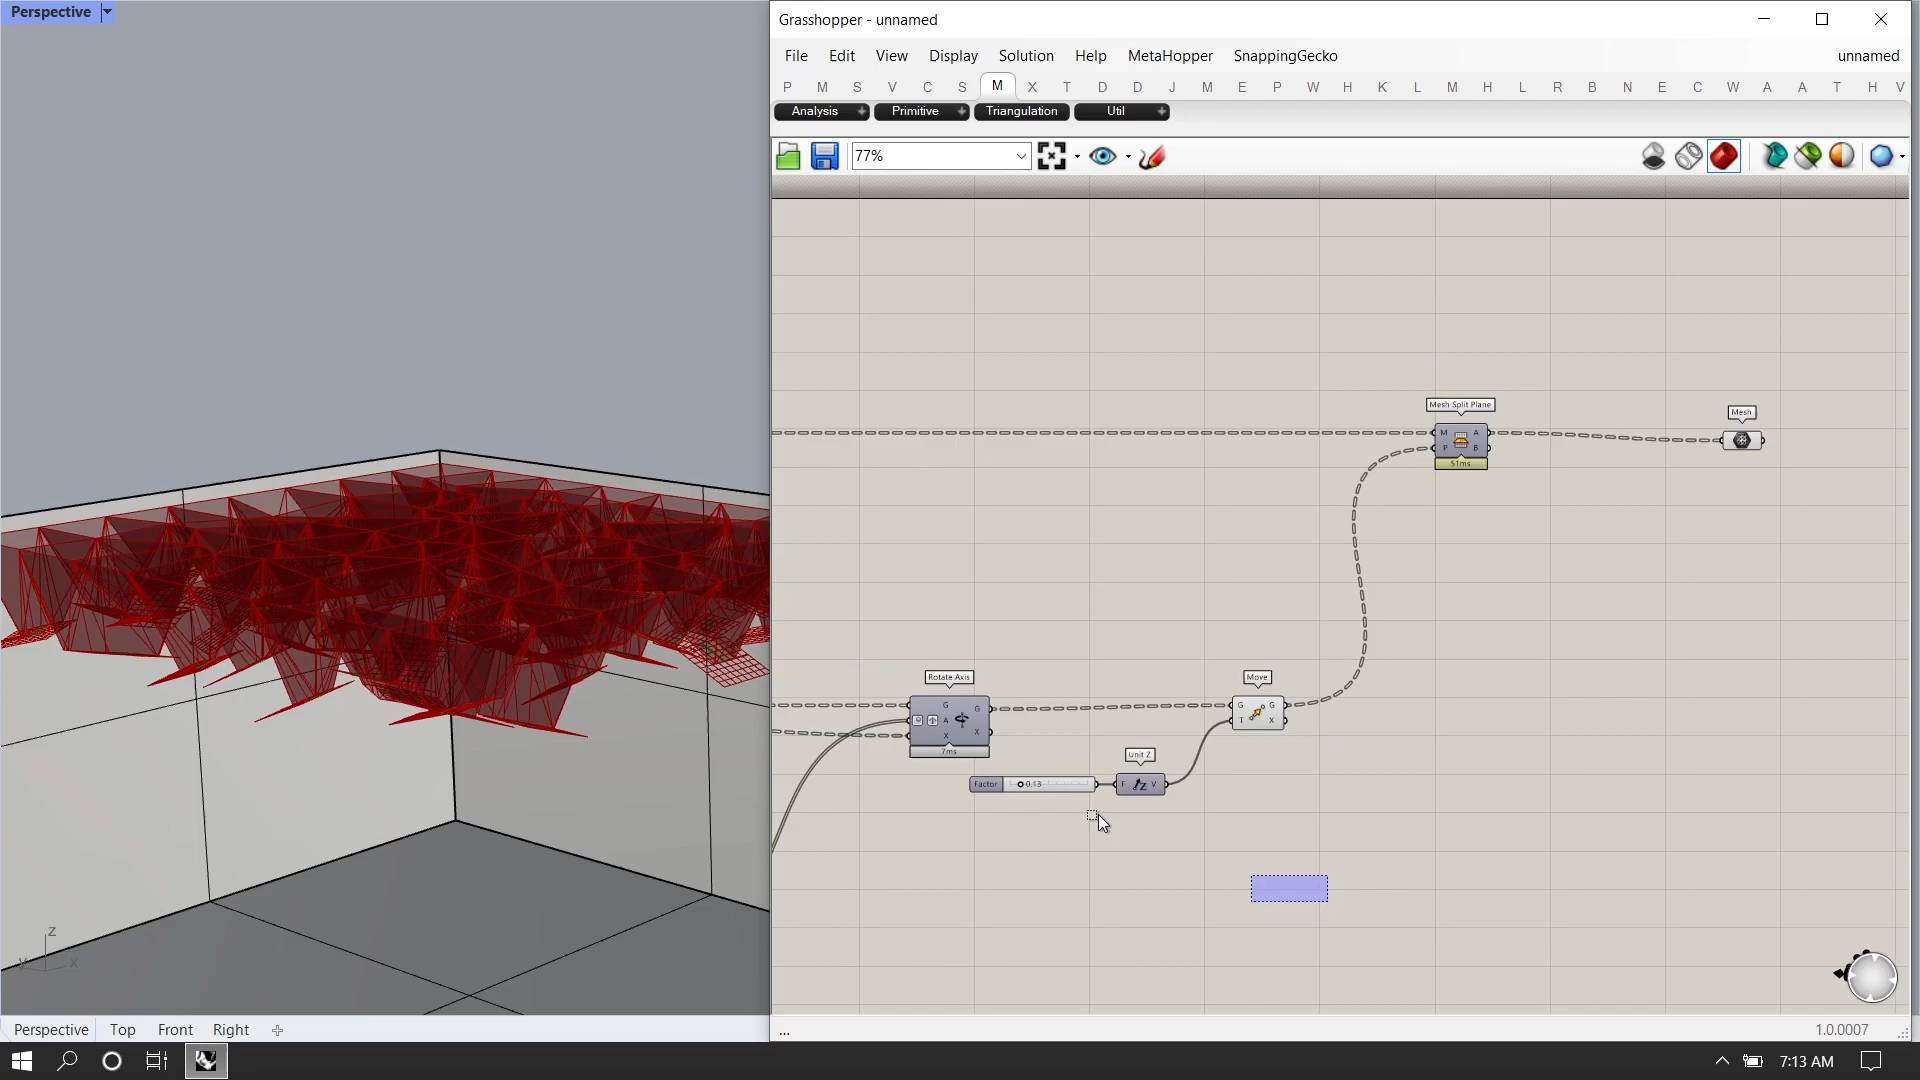 Perspective
Grasshopper - unnamed
File Edit View Display Solution Help MetaHopper SnappingGecko unnamed
P M S V C S M X T D D J M E P W H K L M H L R B N E C W A A T H V
Analysis + Primitive + Triangulation Util +
77%
Mesh Split Plane
Mesh
M A
P B
51ms
Rotate Axis
Move
G G
A
X X
7ms
G G
T X
Unit Z
Factor 0.13
F Z V
z
y x
Perspective Top Front Right
... 1.0.0007
7:13 AM